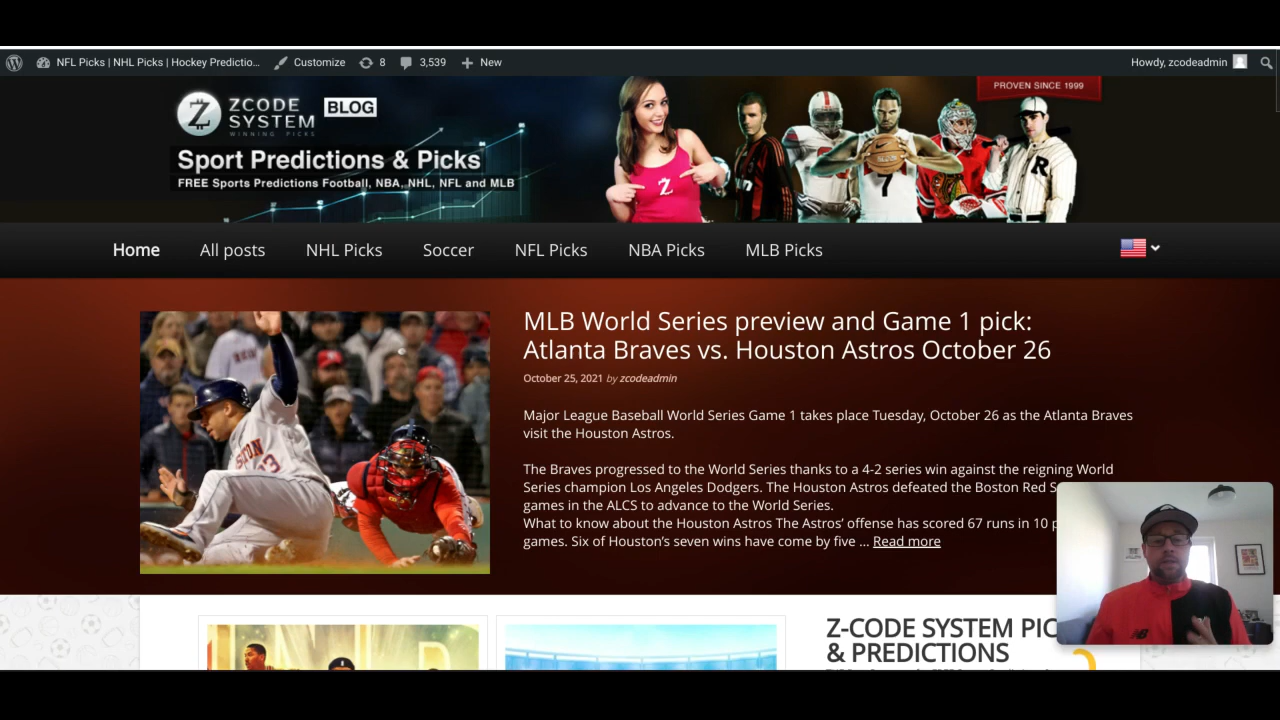 NFL Picks | NHL Picks | Hockey Predictio... Customize 8 3,539 New Howdy, zcodeadmin
PROVEN SINCE 1999
ZCODE SYSTEM BLOG
WINNING PICKS
Sport Predictions & Picks
FREE Sports Predictions Football, NBA, NHL, NFL and MLB
Z
7
R
Home All posts NHL Picks Soccer NFL Picks NBA Picks MLB Picks
MLB World Series preview and Game 1 pick:
Atlanta Braves vs. Houston Astros October 26
October 25, 2021 by zcodeadmin
Major League Baseball World Series Game 1 takes place Tuesday, October 26 as the Atlanta Braves
visit the Houston Astros.
The Braves progressed to the World Series thanks to a 4-2 series win against the reigning World
Series champion Los Angeles Dodgers. The Houston Astros defeated the Boston Red
games in the ALCS to advance to the World Series.
What to know about the Houston Astros The Astros’ offense has scored 67 runs in 10
games. Six of Houston’s seven wins have come by five ... Read more
Z-CODE SYSTEM PIC
& PREDICTIONS